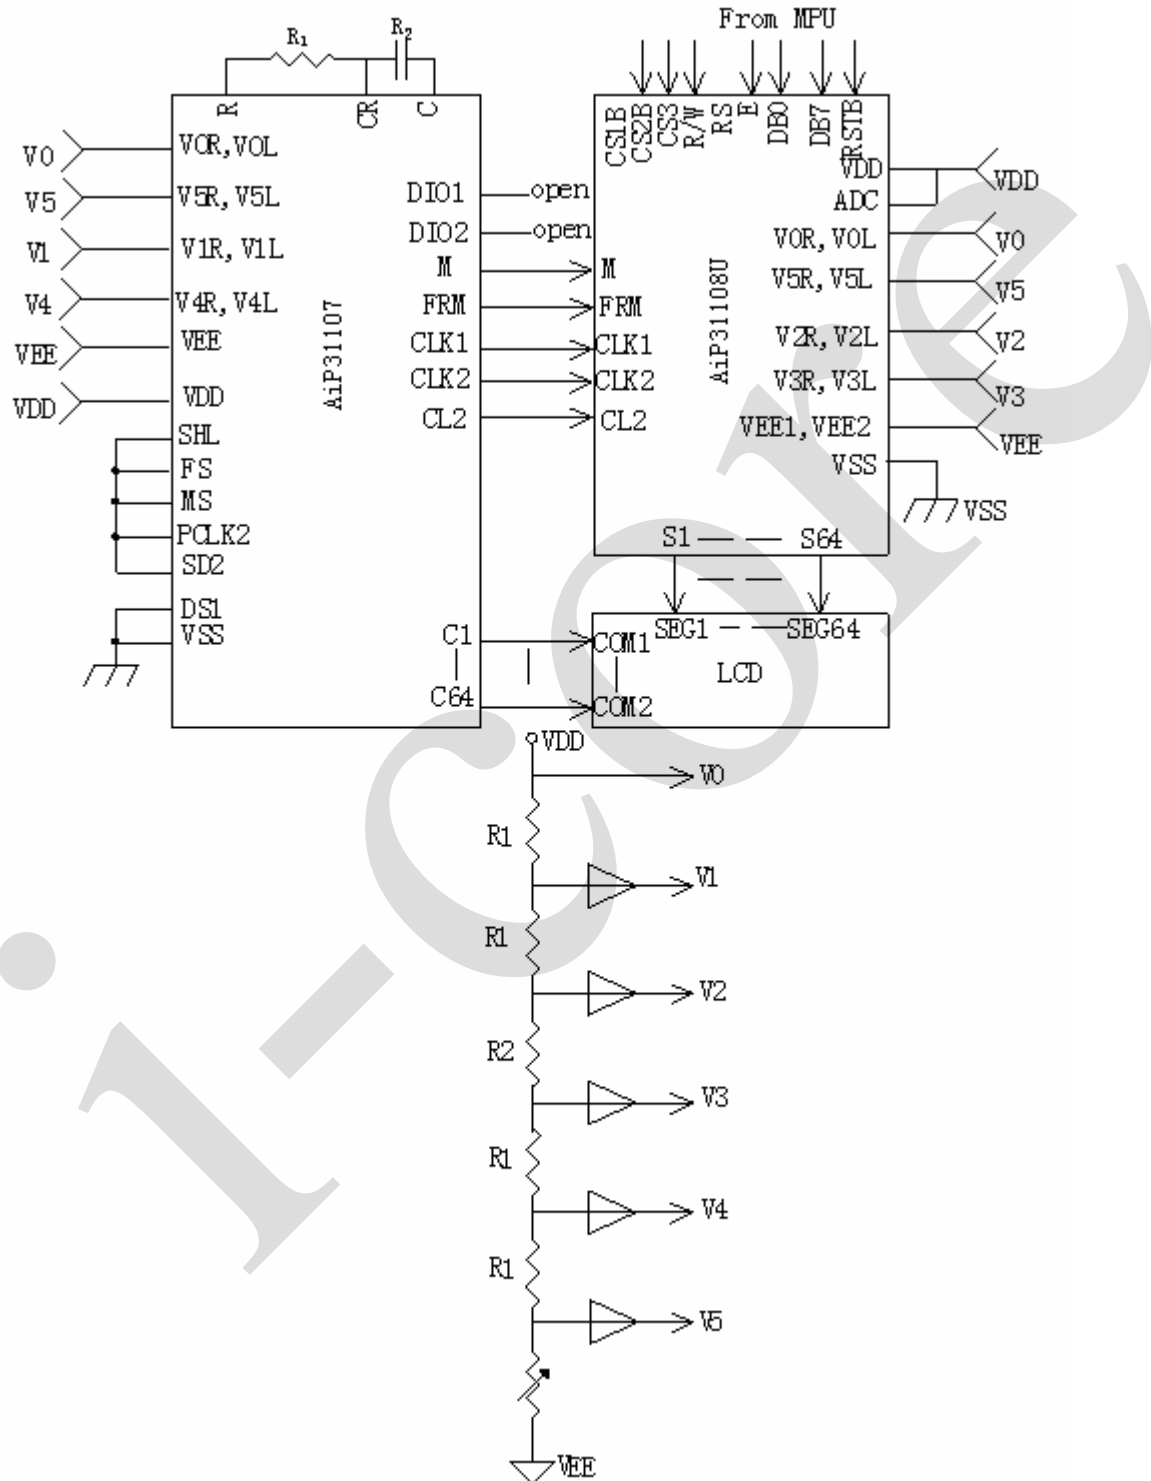 From MPU
R1
R2
R
CR
C
CS1B
CS2B
CS3
R/W
RS
E
DB0
DB7
RSTB
V0
V5
V1
V4
VEE
VDD
V0R, V0L
V5R, V5L
V1R, V1L
V4R, V4L
VEE
VDD
SHL
FS
MS
PCLK2
SD2
DS1
VSS
AiP31107
DIO1
DIO2
M
FRM
CLK1
CLK2
CL2
C1
C64
open
open
M
FRM
CLK1
CLK2
CL2
AiP31108U
VDD
ADC
V0R, V0L
V5R, V5L
V2R, V2L
V3R, V3L
VEE1, VEE2
VSS
VDD
V0
V5
V2
V3
VEE
VSS
S1 — — S64
SEG1 — — SEG64
COM1
LCD
COM2
VDD
V0
R1
V1
R1
V2
R2
V3
R1
V4
R1
V5
VEE
i-core